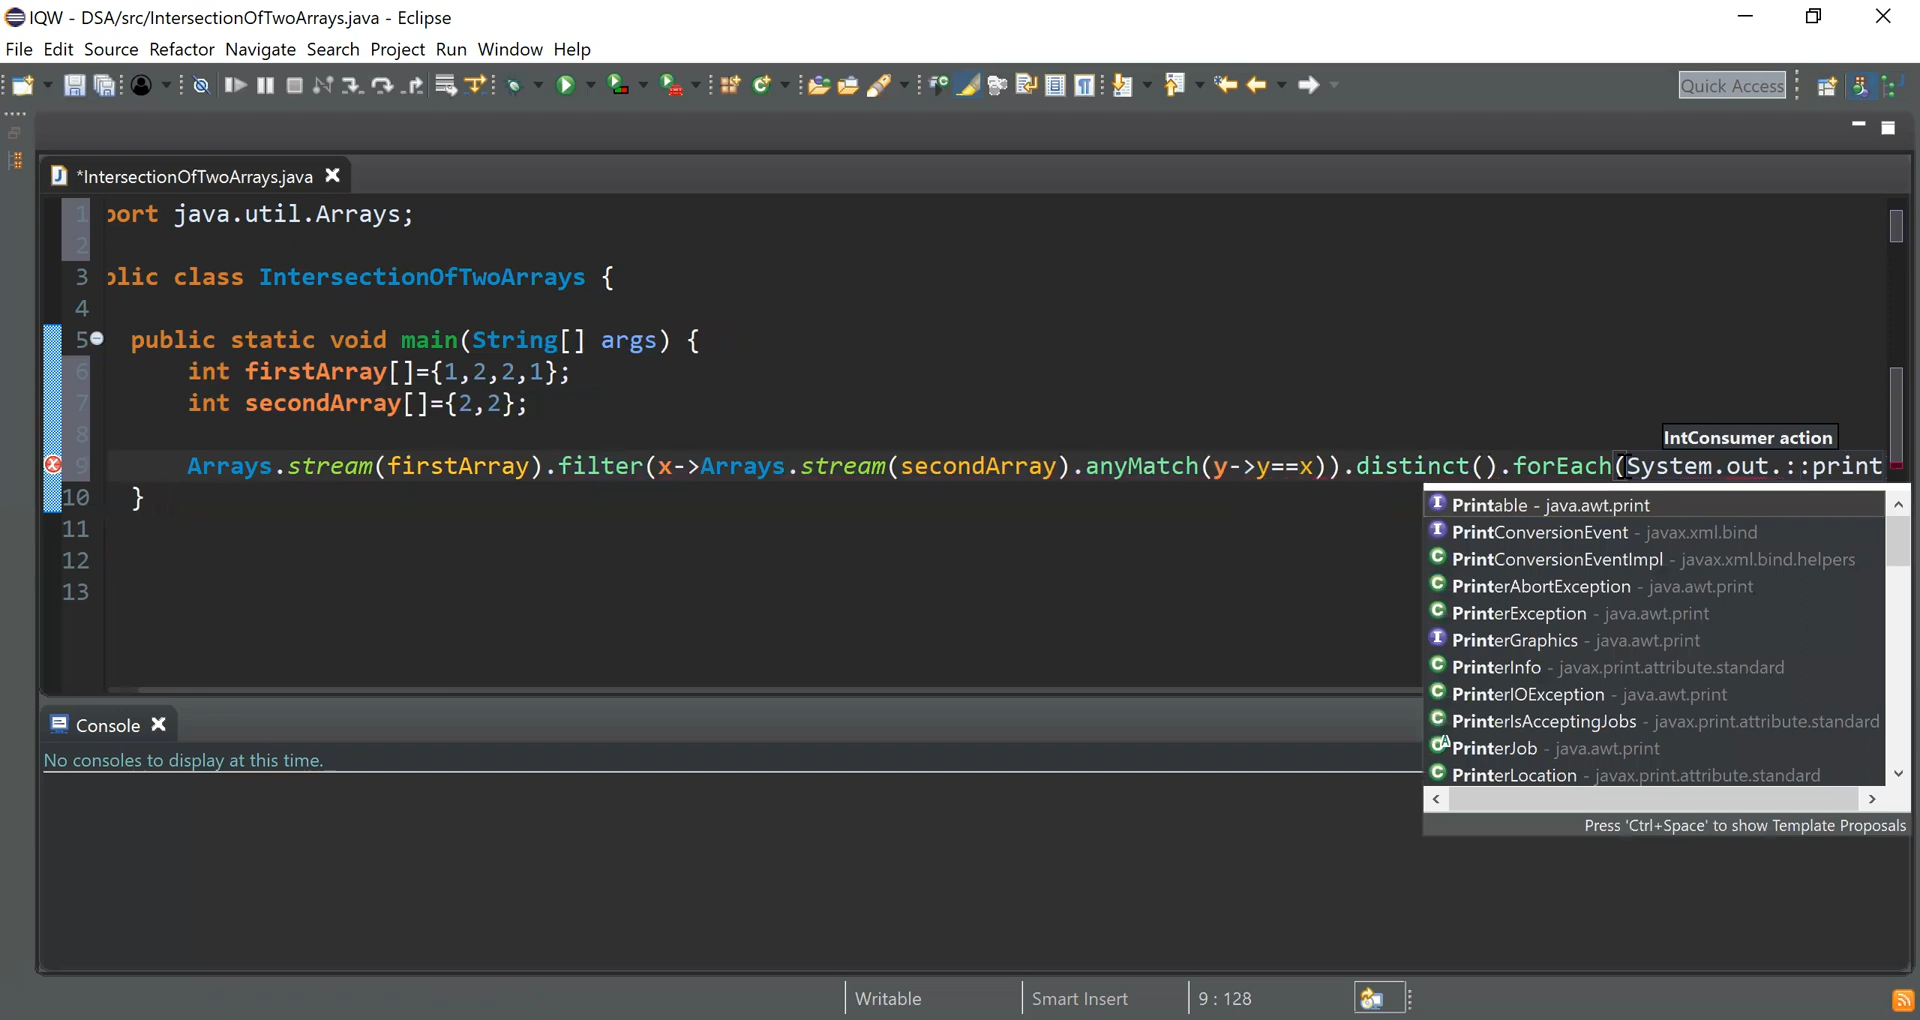 IQW - DSA/src/IntersectionOfTwoArrays.java - Eclipse
File Edit Source Refactor Navigate Search Project Run Window Help
Quick Access
*IntersectionOfTwoArrays.java
1 port java.util.Arrays;
2
3 blic class IntersectionOfTwoArrays {
4
5 public static void main(String[] args) {
6 int firstArray[]={1,2,2,1};
7 int secondArray[]={2,2};
8
IntConsumer action
9 Arrays.stream(firstArray).filter(x->Arrays.stream(secondArray).anyMatch(y->y==x)).distinct().forEach(System.out.::print
10 }
11
12
13
Printable - java.awt.print
PrintConversionEvent - javax.xml.bind
PrintConversionEventImpl - javax.xml.bind.helpers
PrinterAbortException - java.awt.print
PrinterException - java.awt.print
PrinterGraphics - java.awt.print
PrinterInfo - javax.print.attribute.standard
PrinterIOException - java.awt.print
PrinterIsAcceptingJobs - javax.print.attribute.standard
PrinterJob - java.awt.print
PrinterLocation - javax.print.attribute.standard
Press 'Ctrl+Space' to show Template Proposals
Console
No consoles to display at this time.
Writable
Smart Insert
9 : 128